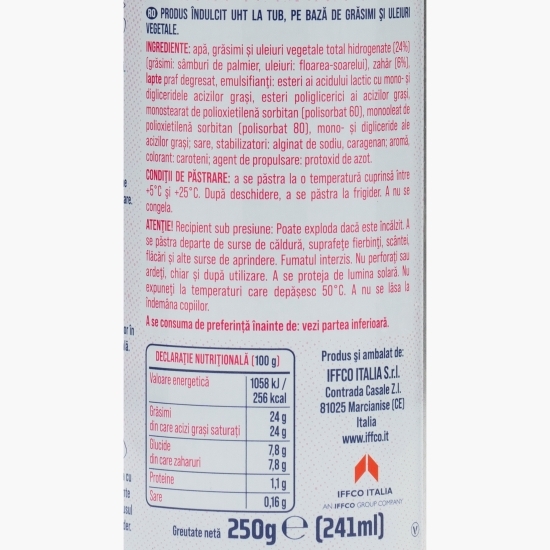 RO PRODUS ÎNDULCIT UHT LA TUB, PE BAZĂ DE GRĂSIMI ȘI ULEIURI
VEGETALE.
INGREDIENTE: apă, grăsimi și uleiuri vegetale total hidrogenate (24%)
(grăsimi: sâmburi de palmier, uleiuri: floarea-soarelui), zahăr (6%),
lapte praf degresat, emulsifianți: esteri ai acidului lactic cu mono- și
digliceridele acizilor grași, esteri poliglicerici ai acizilor grași,
monostearat de polioxietilenă sorbitan (polisorbat 60), monooleat de
polioxietilenă sorbitan (polisorbat 80), mono- și digliceride ale
acizilor grași; sare, stabilizatori: alginat de sodiu, caragenan; aromă,
colorant: caroteni; agent de propulsare: protoxid de azot.
CONDIȚII DE PĂSTRARE: a se păstra la o temperatură cuprinsă între
+5°C și +25°C. După deschidere, a se păstra la frigider. A nu se
congela.
ATENȚIE! Recipient sub presiune: Poate exploda dacă este încălzit. A
se păstra departe de surse de căldură, suprafețe fierbinți, scântei,
flăcări și alte surse de aprindere. Fumatul interzis. Nu perforați sau
ardeți, chiar și după utilizare. A se proteja de lumina solară. Nu
expuneți la temperaturi care depășesc 50°C. A nu se lăsa la
îndemâna copiilor.
A se consuma de preferință înainte de: vezi partea inferioară.
DECLARAȚIE NUTRIȚIONALĂ (100 g)
Valoare energetică 1058 kJ /
256 kcal
Grăsimi 24 g
din care acizi grași saturați 24 g
Glucide 7,8 g
din care zaharuri 7,8 g
Proteine 1,1 g
Sare 0,16 g
Produs și ambalat de:
IFFCO ITALIA S.r.l.
Contrada Casale Z.I.
81025 Marcianise (CE)
Italia
www.iffco.it
IFFCO ITALIA
AN IFFCO GROUP COMPANY
Greutate netă 250g ℮ (241ml)